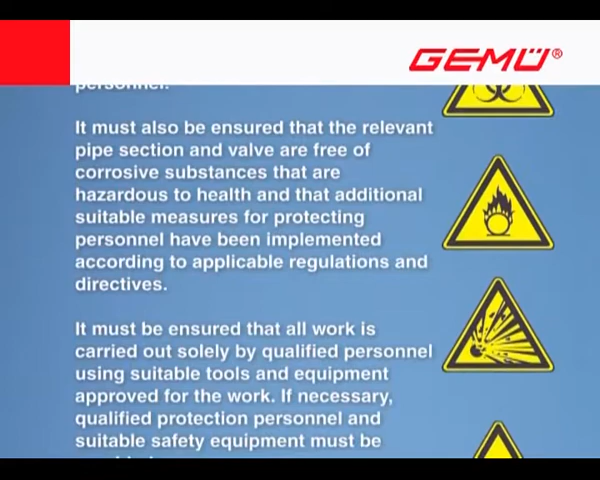 GEMÜ®
personnel.
It must also be ensured that the relevant
pipe section and valve are free of
corrosive substances that are
hazardous to health and that additional
suitable measures for protecting
personnel have been implemented
according to applicable regulations and
directives.
It must be ensured that all work is
carried out solely by qualified personnel
using suitable tools and equipment
approved for the work. If necessary,
qualified protection personnel and
suitable safety equipment must be